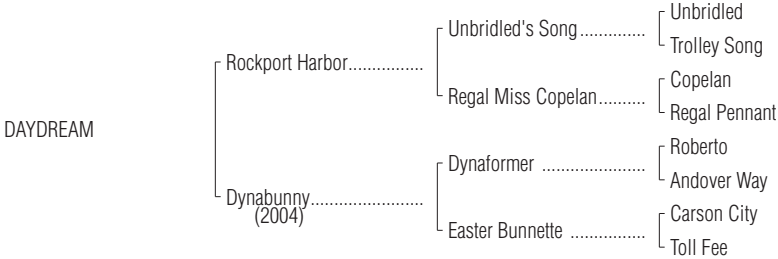 Unbridled
Unbridled's Song..............
Trolley Song
Rockport Harbor................
Copelan
Regal Miss Copelan..........
Regal Pennant
DAYDREAM
Roberto
Dynaformer ......................
Andover Way
Dynabunny........................
(2004)
Carson City
Easter Bunnette ................
Toll Fee